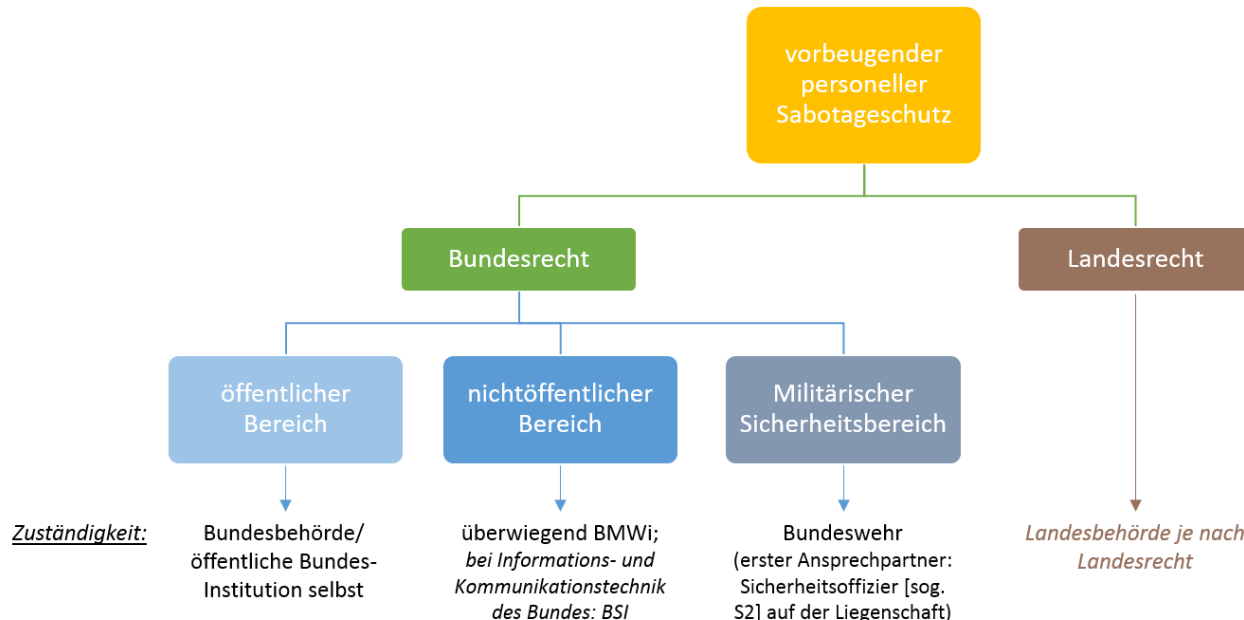 vorbeugender
personeller
Sabotageschutz
Bundesrecht
Landesrecht
öffentlicher
Bereich
nichtöffentlicher
Bereich
Militärischer
Sicherheitsbereich
Zuständigkeit:
Bundesbehörde/
öffentliche Bundes-
Institution selbst
überwiegend BMWi;
bei Informations- und
Kommunikationstechnik
des Bundes: BSI
Bundeswehr
(erster Ansprechpartner:
Sicherheitsoffizier [sog.
S2] auf der Liegenschaft)
Landesbehörde je nach
Landesrecht